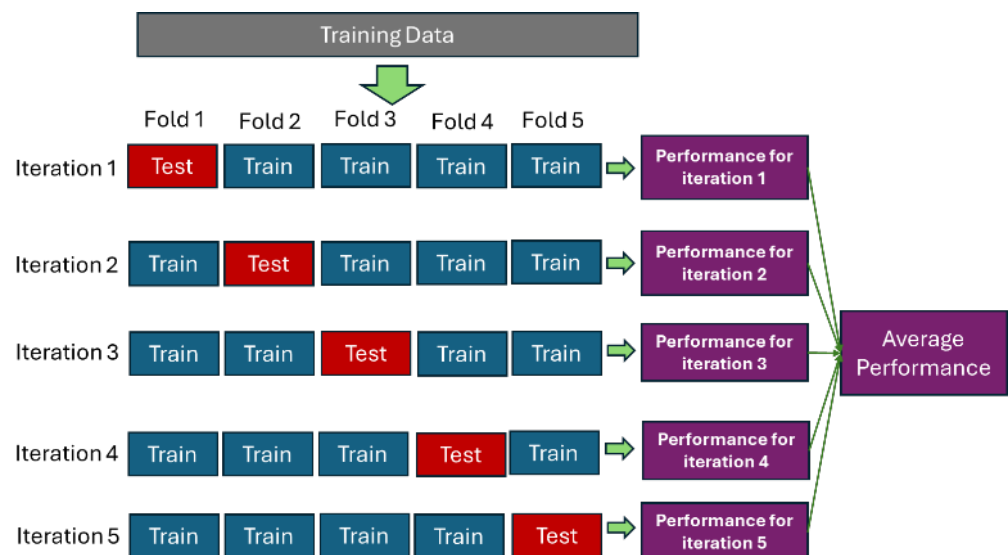 Training Data
Fold 1 Fold 2 Fold 3 Fold 4 Fold 5
Iteration 1 Test Train Train Train Train Performance for
iteration 1
Iteration 2 Train Test Train Train Train Performance for
iteration 2
Iteration 3 Train Train Test Train Train Performance for
iteration 3
Average
Performance
Iteration 4 Train Train Train Test Train Performance for
iteration 4
Iteration 5 Train Train Train Train Test Performance for
iteration 5